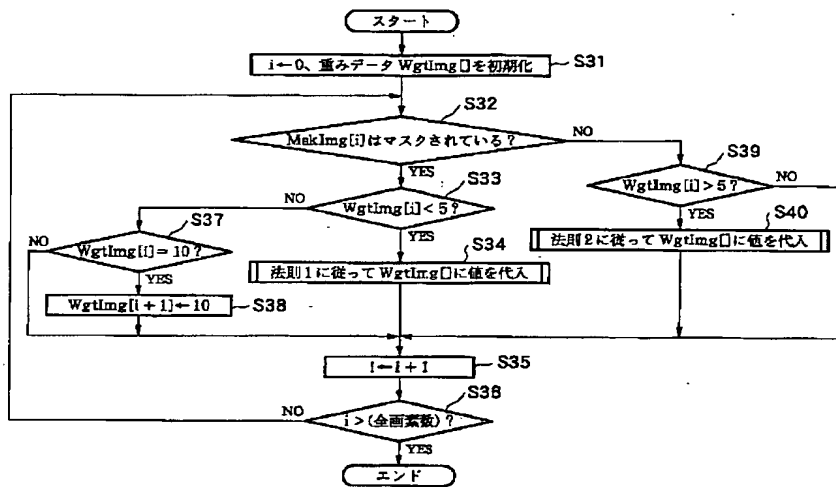 スタート
i←0、重みデータ WgtImg[]を初期化 S31
S32
MskImg[i]はマスクされている?
NO
YES
S33
WgtImg[i]<5?
NO
YES
S39
WgtImg[i]>5?
NO
YES
S40
法則2に従って WgtImg[]に値を代入
S37
WgtImg[i]=10?
NO
YES
WgtImg[i+1]←10 S38
S34
法則1に従って WgtImg[]に値を代入
i←i+1 S35
S36
i>(全画素数)?
NO
YES
エンド